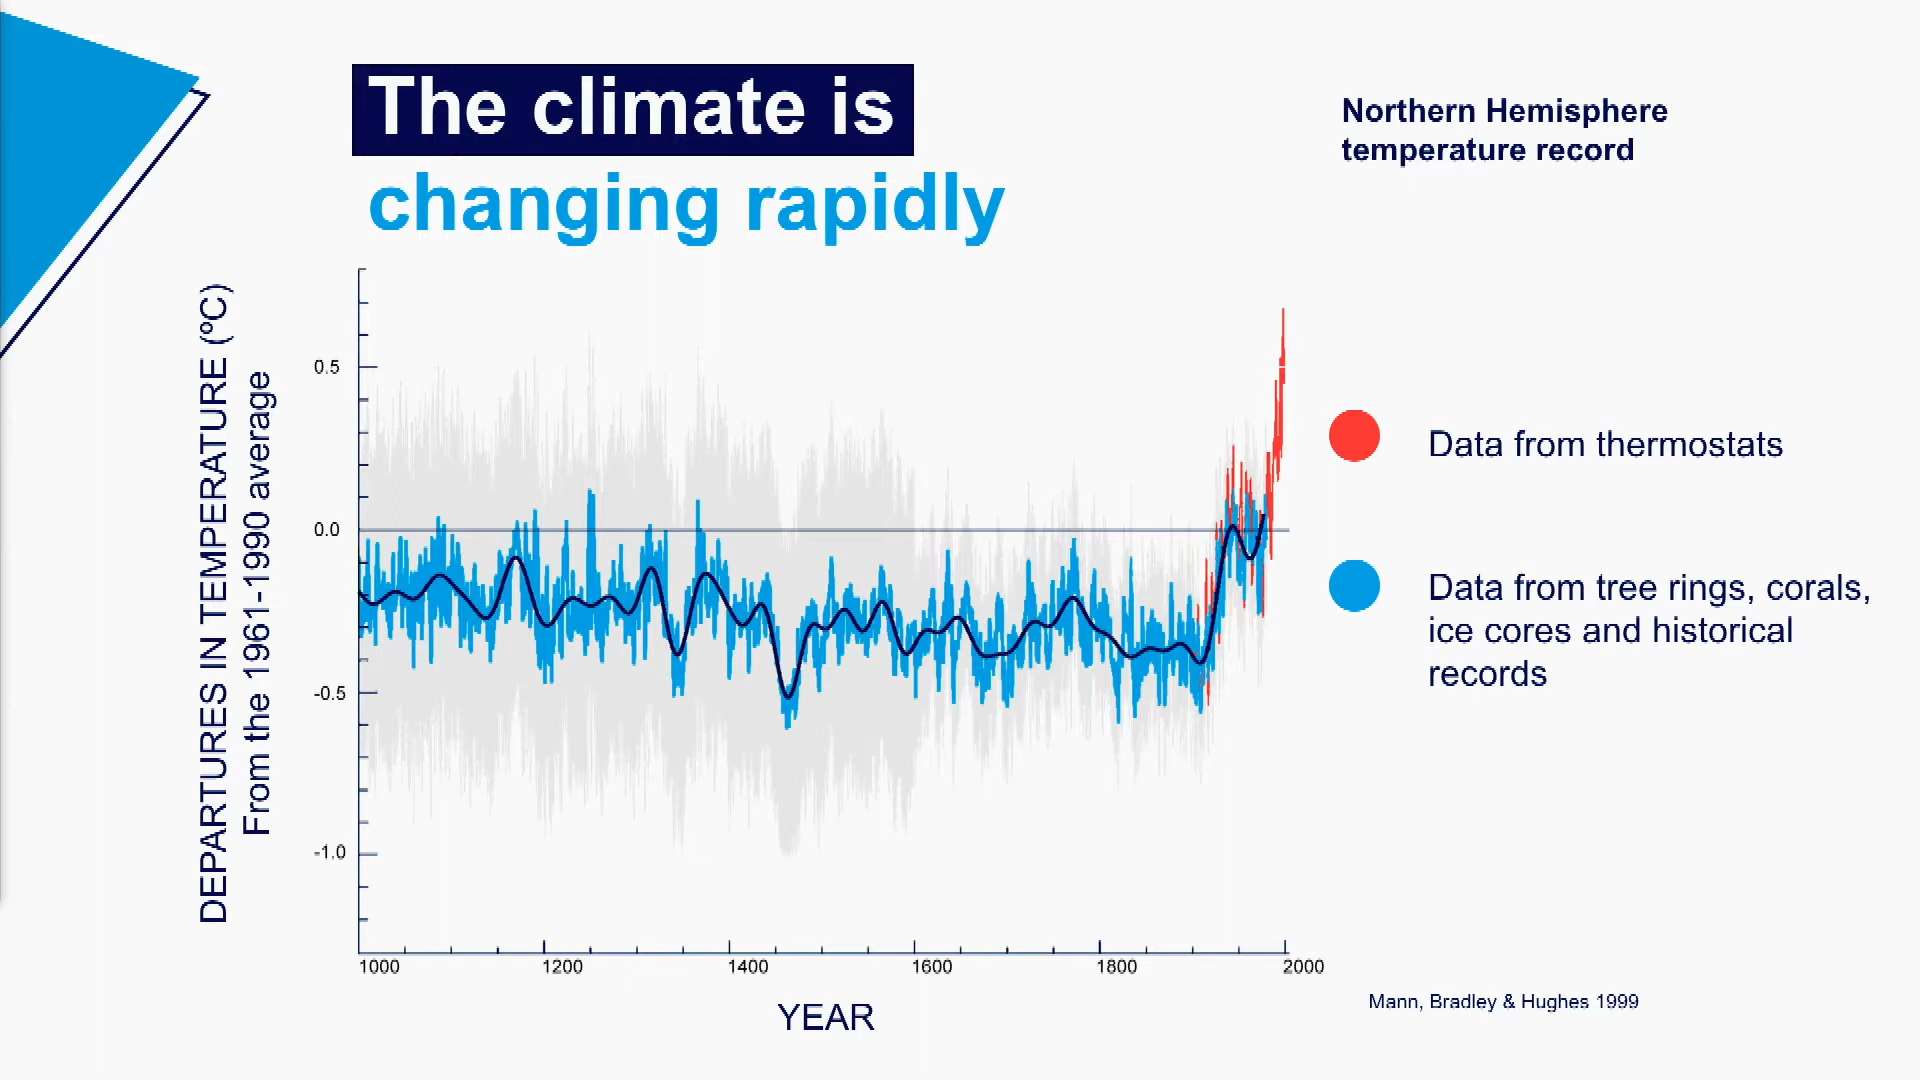 The climate is
changing rapidly
Northern Hemisphere
temperature record
DEPARTURES IN TEMPERATURE (ºC)
From the 1961-1990 average
0.5
0.0
-0.5
-1.0
1000
1200
1400
1600
1800
2000
YEAR
Data from thermostats
Data from tree rings, corals,
ice cores and historical
records
Mann, Bradley & Hughes 1999